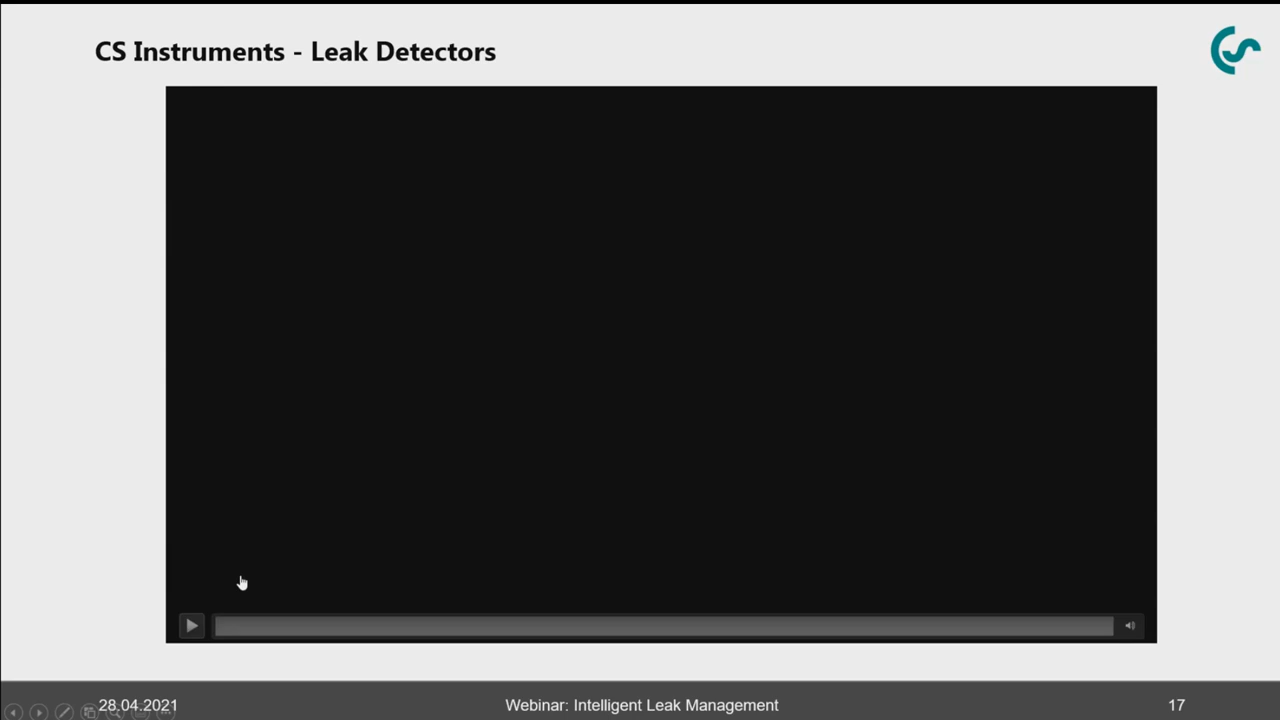 CS Instruments - Leak Detectors
28.04.2021
Webinar: Intelligent Leak Management
17